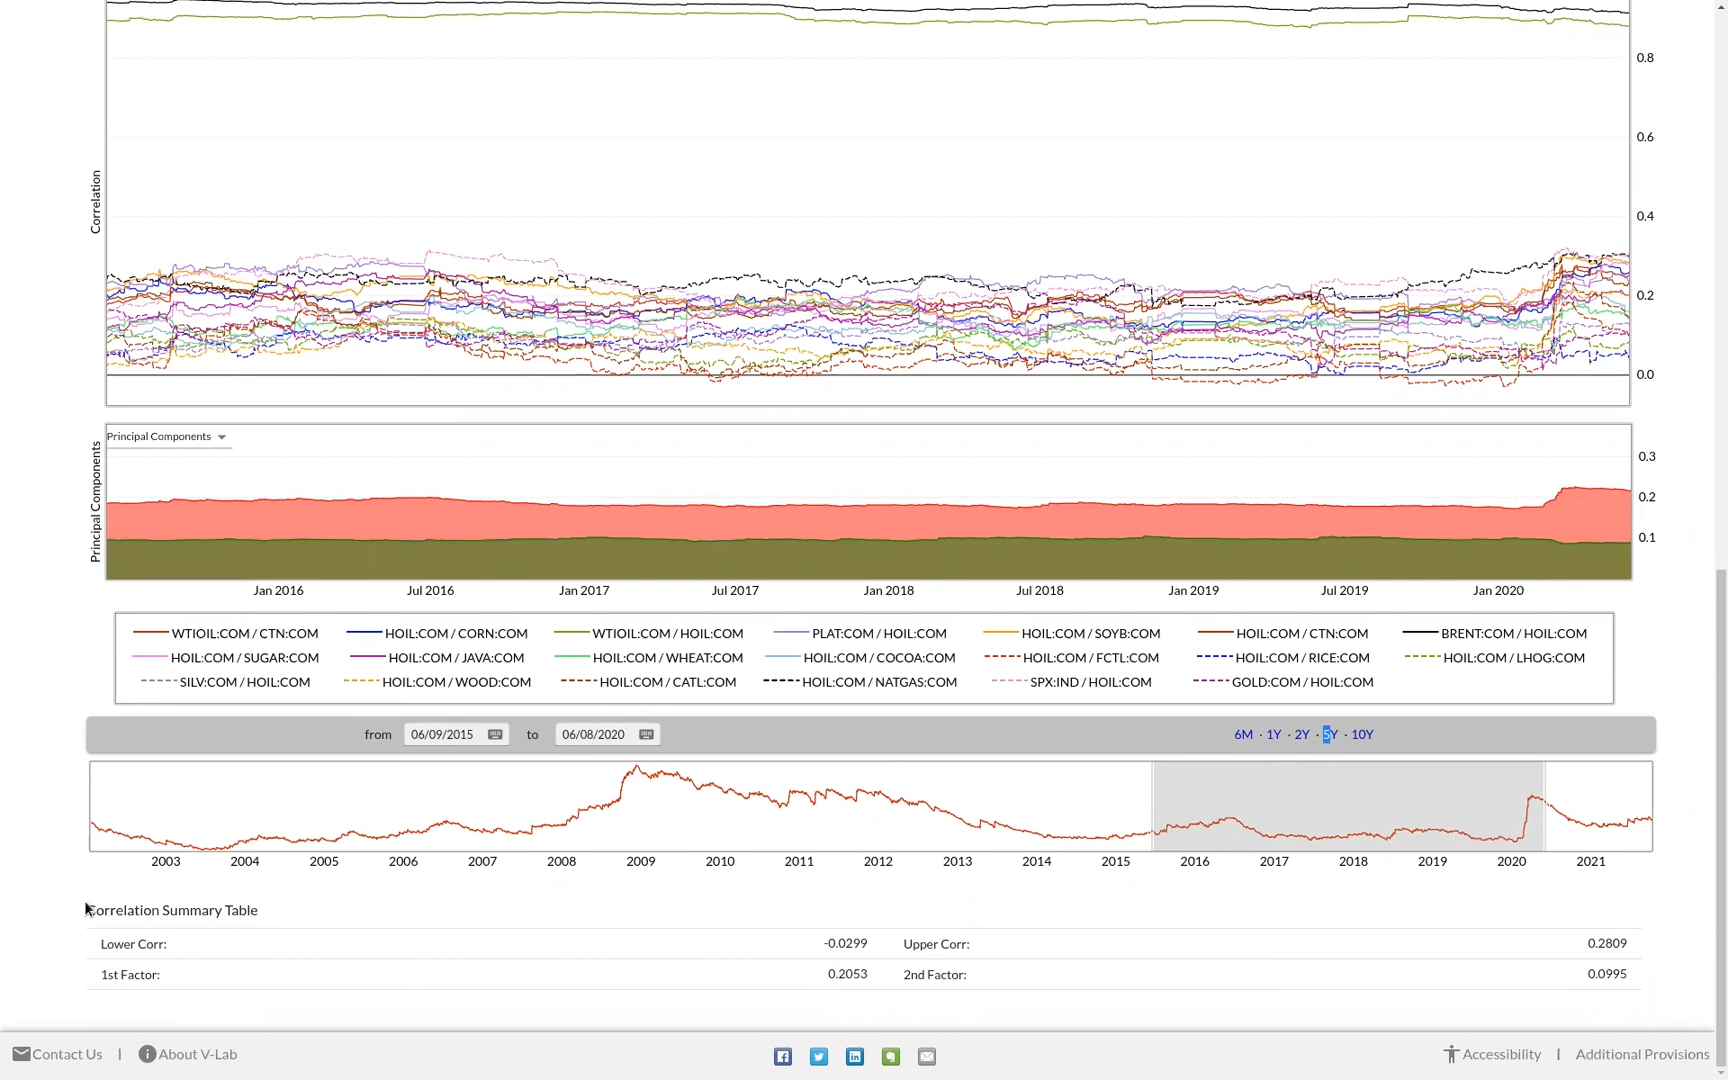 0.8
0.6
Correlation
0.4
0.2
0.0
Principal Components
Principal Components
0.3
0.2
0.1
Jan 2016 Jul 2016 Jan 2017 Jul 2017 Jan 2018 Jul 2018 Jan 2019 Jul 2019 Jan 2020
WTIOIL:COM / CTN:COM HOIL:COM / CORN:COM WTIOIL:COM / HOIL:COM PLAT:COM / HOIL:COM HOIL:COM / SOYB:COM HOIL:COM / CTN:COM BRENT:COM / HOIL:COM
HOIL:COM / SUGAR:COM HOIL:COM / JAVA:COM HOIL:COM / WHEAT:COM HOIL:COM / COCOA:COM HOIL:COM / FCTL:COM HOIL:COM / RICE:COM HOIL:COM / LHOG:COM
SILV:COM / HOIL:COM HOIL:COM / WOOD:COM HOIL:COM / CATL:COM HOIL:COM / NATGAS:COM SPX:IND / HOIL:COM GOLD:COM / HOIL:COM
from 06/09/2015 to 06/08/2020 6M · 1Y · 2Y · 5Y · 10Y
2003 2004 2005 2006 2007 2008 2009 2010 2011 2012 2013 2014 2015 2016 2017 2018 2019 2020 2021
Correlation Summary Table
Lower Corr: -0.0299 Upper Corr: 0.2809
1st Factor: 0.2053 2nd Factor: 0.0995
Contact Us | About V-Lab Accessibility | Additional Provisions